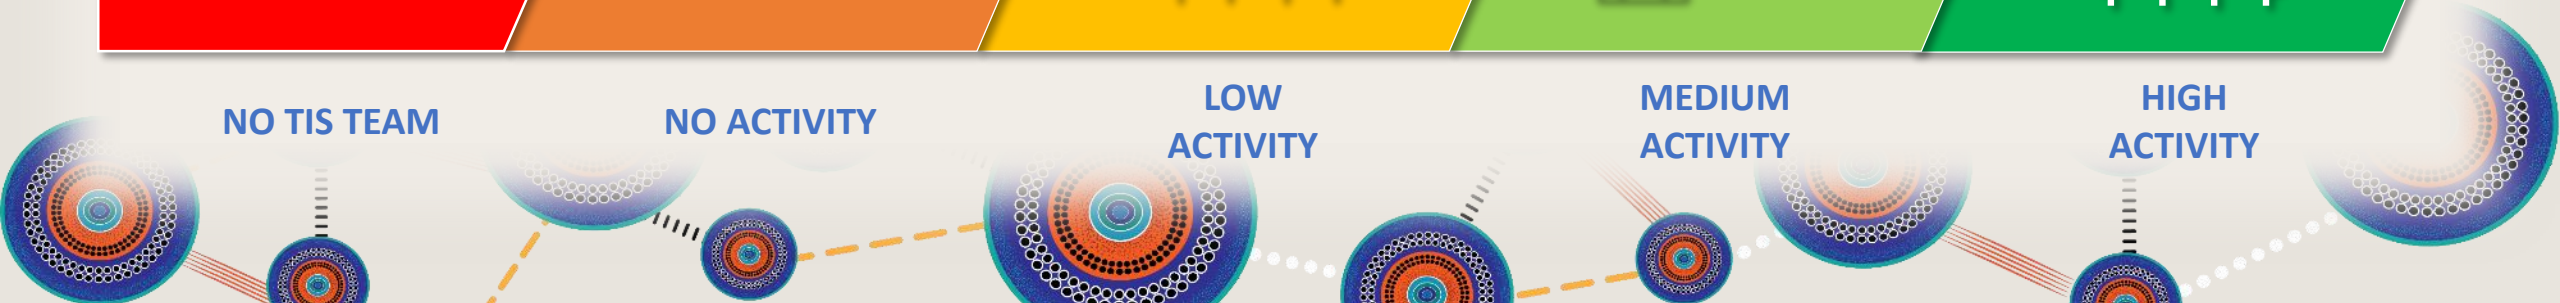 NO TIS TEAM
NO ACTIVITY
LOW
ACTIVITY
MEDIUM
ACTIVITY
HIGH
ACTIVITY